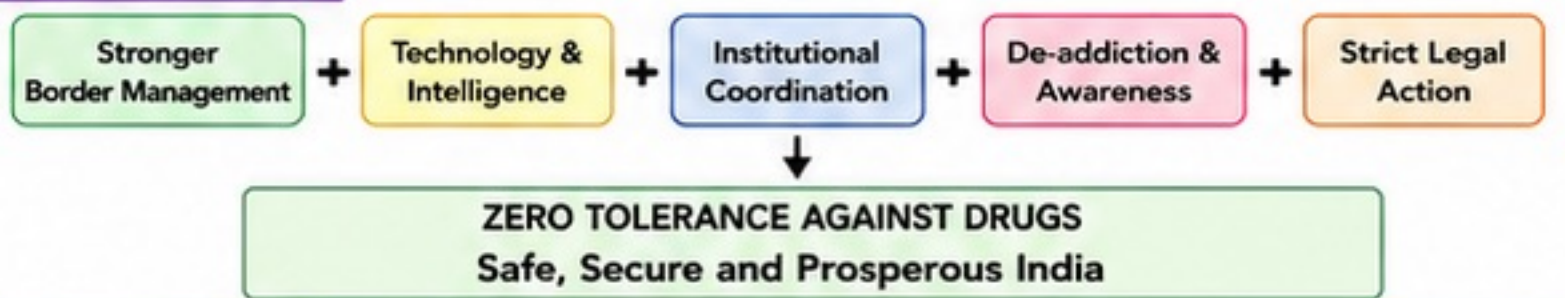 Stronger
Border Management
+
Technology &
Intelligence
+
Institutional
Coordination
+
De-addiction &
Awareness
+
Strict Legal
Action
ZERO TOLERANCE AGAINST DRUGS
Safe, Secure and Prosperous India